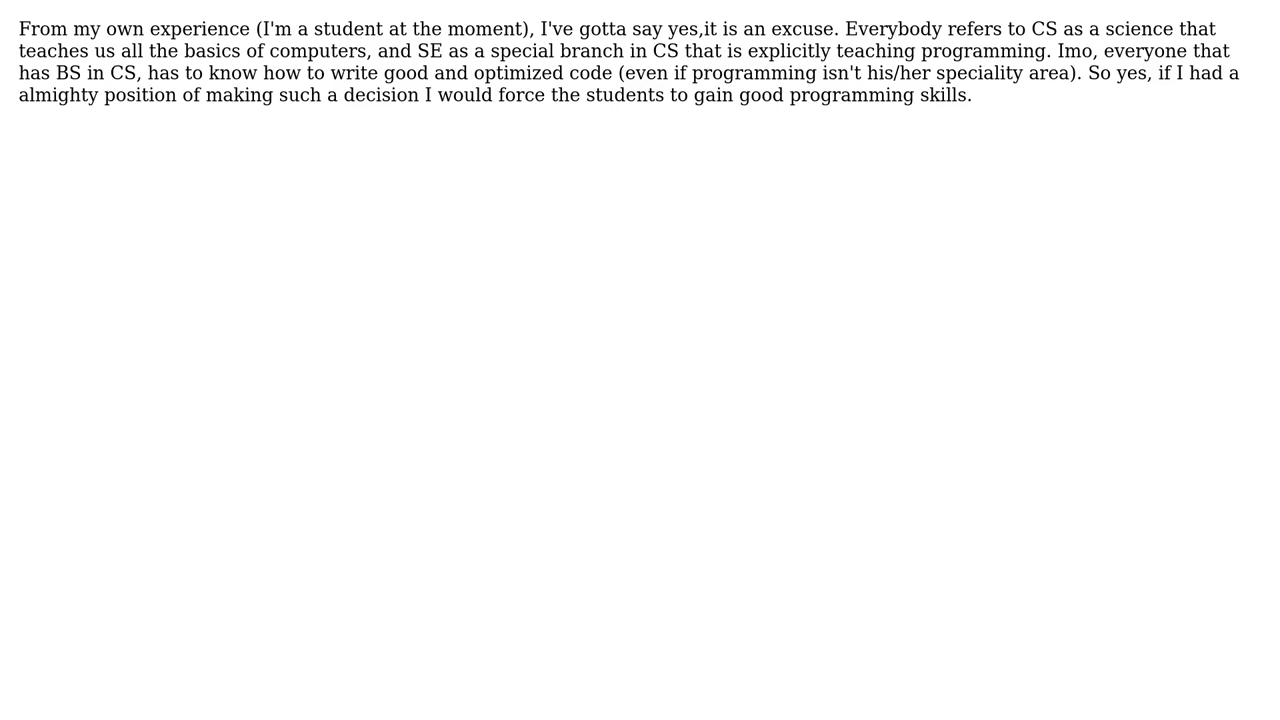 From my own experience (I'm a student at the moment), I've gotta say yes,it is an excuse. Everybody refers to CS as a science that
teaches us all the basics of computers, and SE as a special branch in CS that is explicitly teaching programming. Imo, everyone that
has BS in CS, has to know how to write good and optimized code (even if programming isn't his/her speciality area). So yes, if I had a
almighty position of making such a decision I would force the students to gain good programming skills.